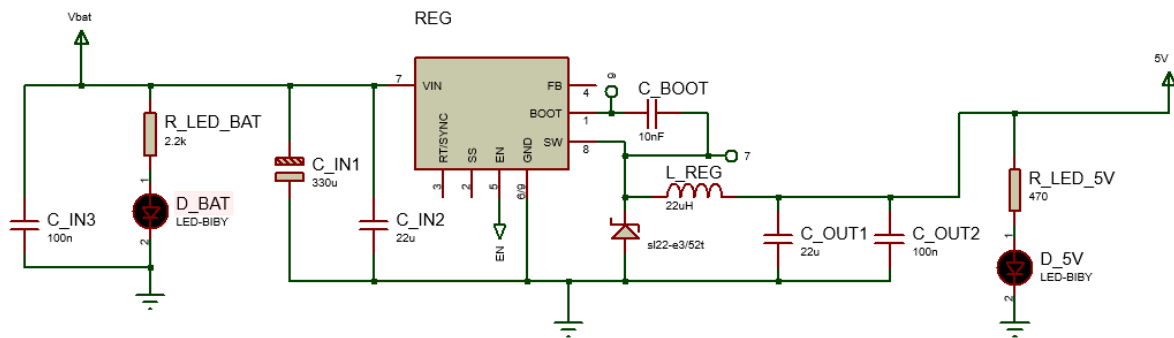 Vbat
REG
5V
7
VIN
FB
4
9
C_BOOT
BOOT
1
10nF
R_LED_BAT
2.2k
SW
8
7
RT/SYNC
SS
EN
GND
3
2
5
6/9
C_IN1
330u
L_REG
22uH
R_LED_5V
470
1
D_BAT
LED-BIBY
2
C_IN3
100n
C_IN2
22u
EN
sl22-e3/52t
C_OUT1
22u
C_OUT2
100n
1
D_5V
LED-BIBY
2